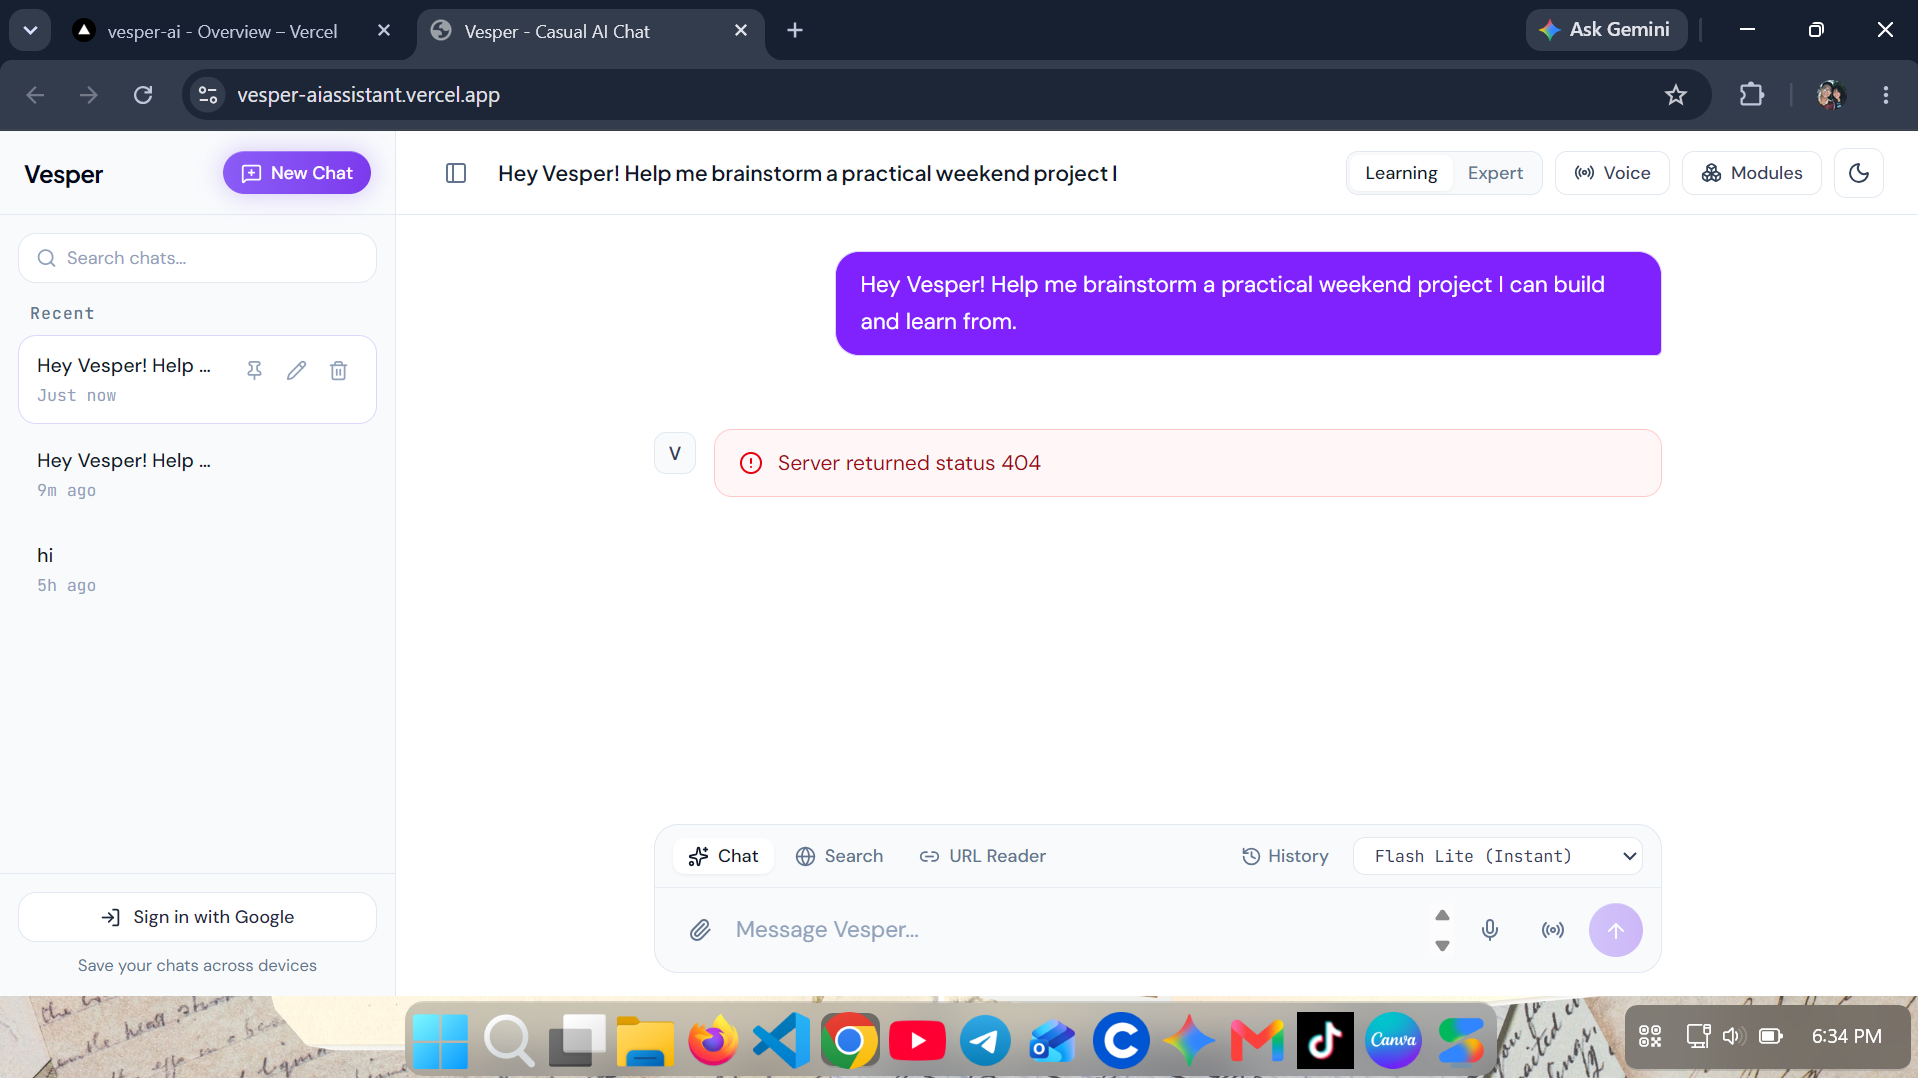 vesper-ai - Overview – Vercel
Vesper - Casual AI Chat
Ask Gemini
vesper-aiassistant.vercel.app
Vesper
New Chat
Hey Vesper! Help me brainstorm a practical weekend project I
Learning
Expert
Voice
Modules
Search chats...
Recent
Hey Vesper! Help ...
Just now
Hey Vesper! Help ...
9m ago
hi
5h ago
Hey Vesper! Help me brainstorm a practical weekend project I can build
and learn from.
V
Server returned status 404
Chat
Search
URL Reader
History
Flash Lite (Instant)
Message Vesper...
Sign in with Google
Save your chats across devices
Canva
6:34 PM